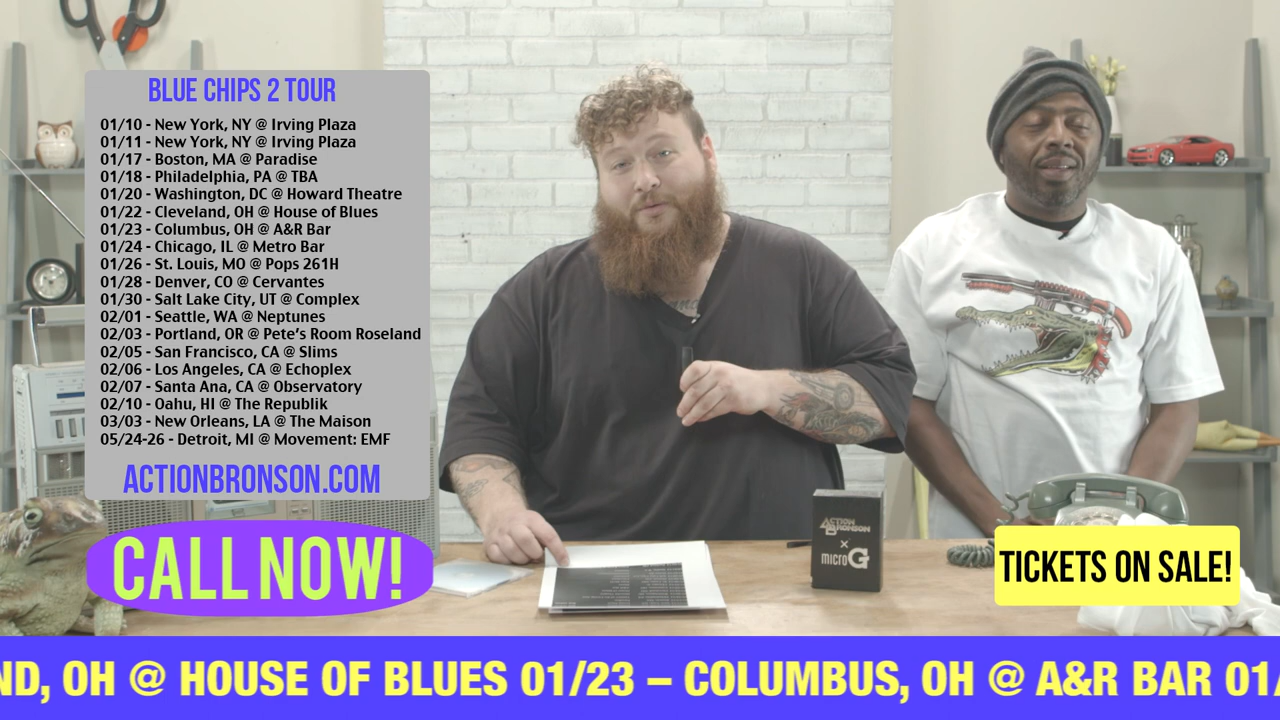 BLUE CHIPS 2 TOUR
01/10 - New York, NY @ Irving Plaza
01/11 - New York, NY @ Irving Plaza
01/17 - Boston, MA @ Paradise
01/18 - Philadelphia, PA @ TBA
01/20 - Washington, DC @ Howard Theatre
01/22 - Cleveland, OH @ House of Blues
01/23 - Columbus, OH @ A&R Bar
01/24 - Chicago, IL @ Metro Bar
01/26 - St. Louis, MO @ Pops 261H
01/28 - Denver, CO @ Cervantes
01/30 - Salt Lake City, UT @ Complex
02/01 - Seattle, WA @ Neptunes
02/03 - Portland, OR @ Pete's Room Roseland
02/05 - San Francisco, CA @ Slims
02/06 - Los Angeles, CA @ Echoplex
02/07 - Santa Ana, CA @ Observatory
02/10 - Oahu, HI @ The Republik
03/03 - New Orleans, LA @ The Maison
05/24-26 - Detroit, MI @ Movement: EMF
ACTIONBRONSON.COM
CALL NOW!
ACTION
BRONSON
X
microG
TICKETS ON SALE!
ND, OH @ HOUSE OF BLUES 01/23 – COLUMBUS, OH @ A&R BAR 01/